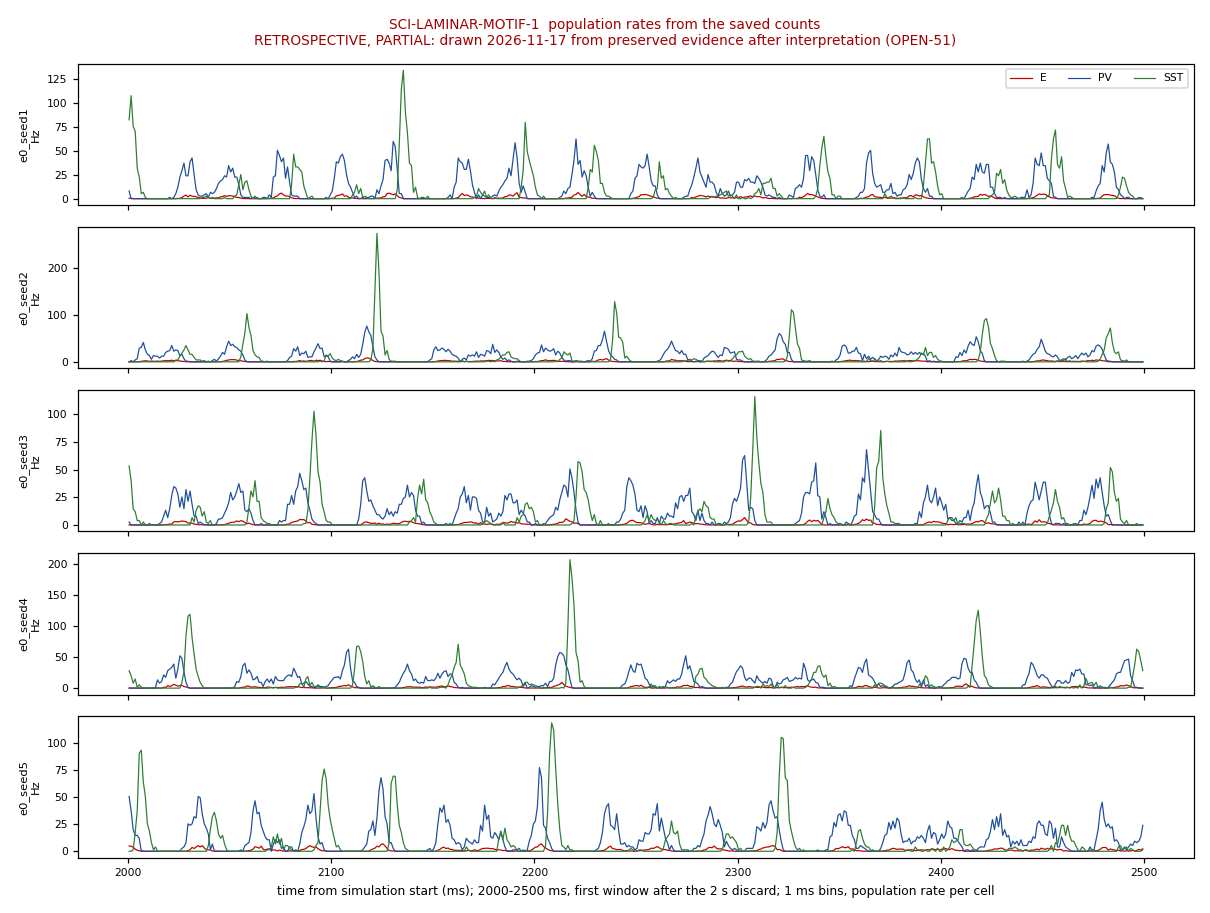 SCI-LAMINAR-MOTIF-1  population rates from the saved counts
RETROSPECTIVE, PARTIAL: drawn 2026-11-17 from preserved evidence after interpretation (OPEN-51)
E PV SST
e0_seed1
Hz
125
100
75
50
25
0
e0_seed2
Hz
200
100
0
e0_seed3
Hz
100
75
50
25
0
e0_seed4
Hz
200
150
100
50
0
e0_seed5
Hz
100
75
50
25
0
2000 2100 2200 2300 2400 2500
time from simulation start (ms); 2000-2500 ms, first window after the 2 s discard; 1 ms bins, population rate per cell